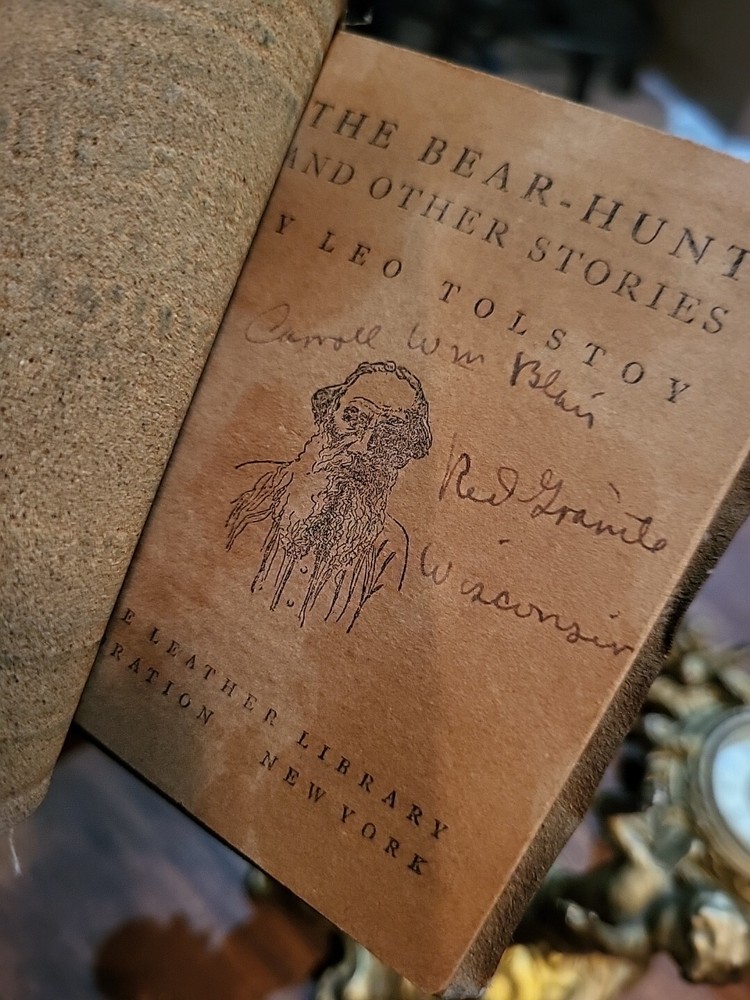 THE BEAR-HUNT
AND OTHER STORIES
Y LEO TOLSTOY
Carroll Wm Blair
Red Granite
Wisconsin
E LEATHER LIBRARY
RATION NEW YORK